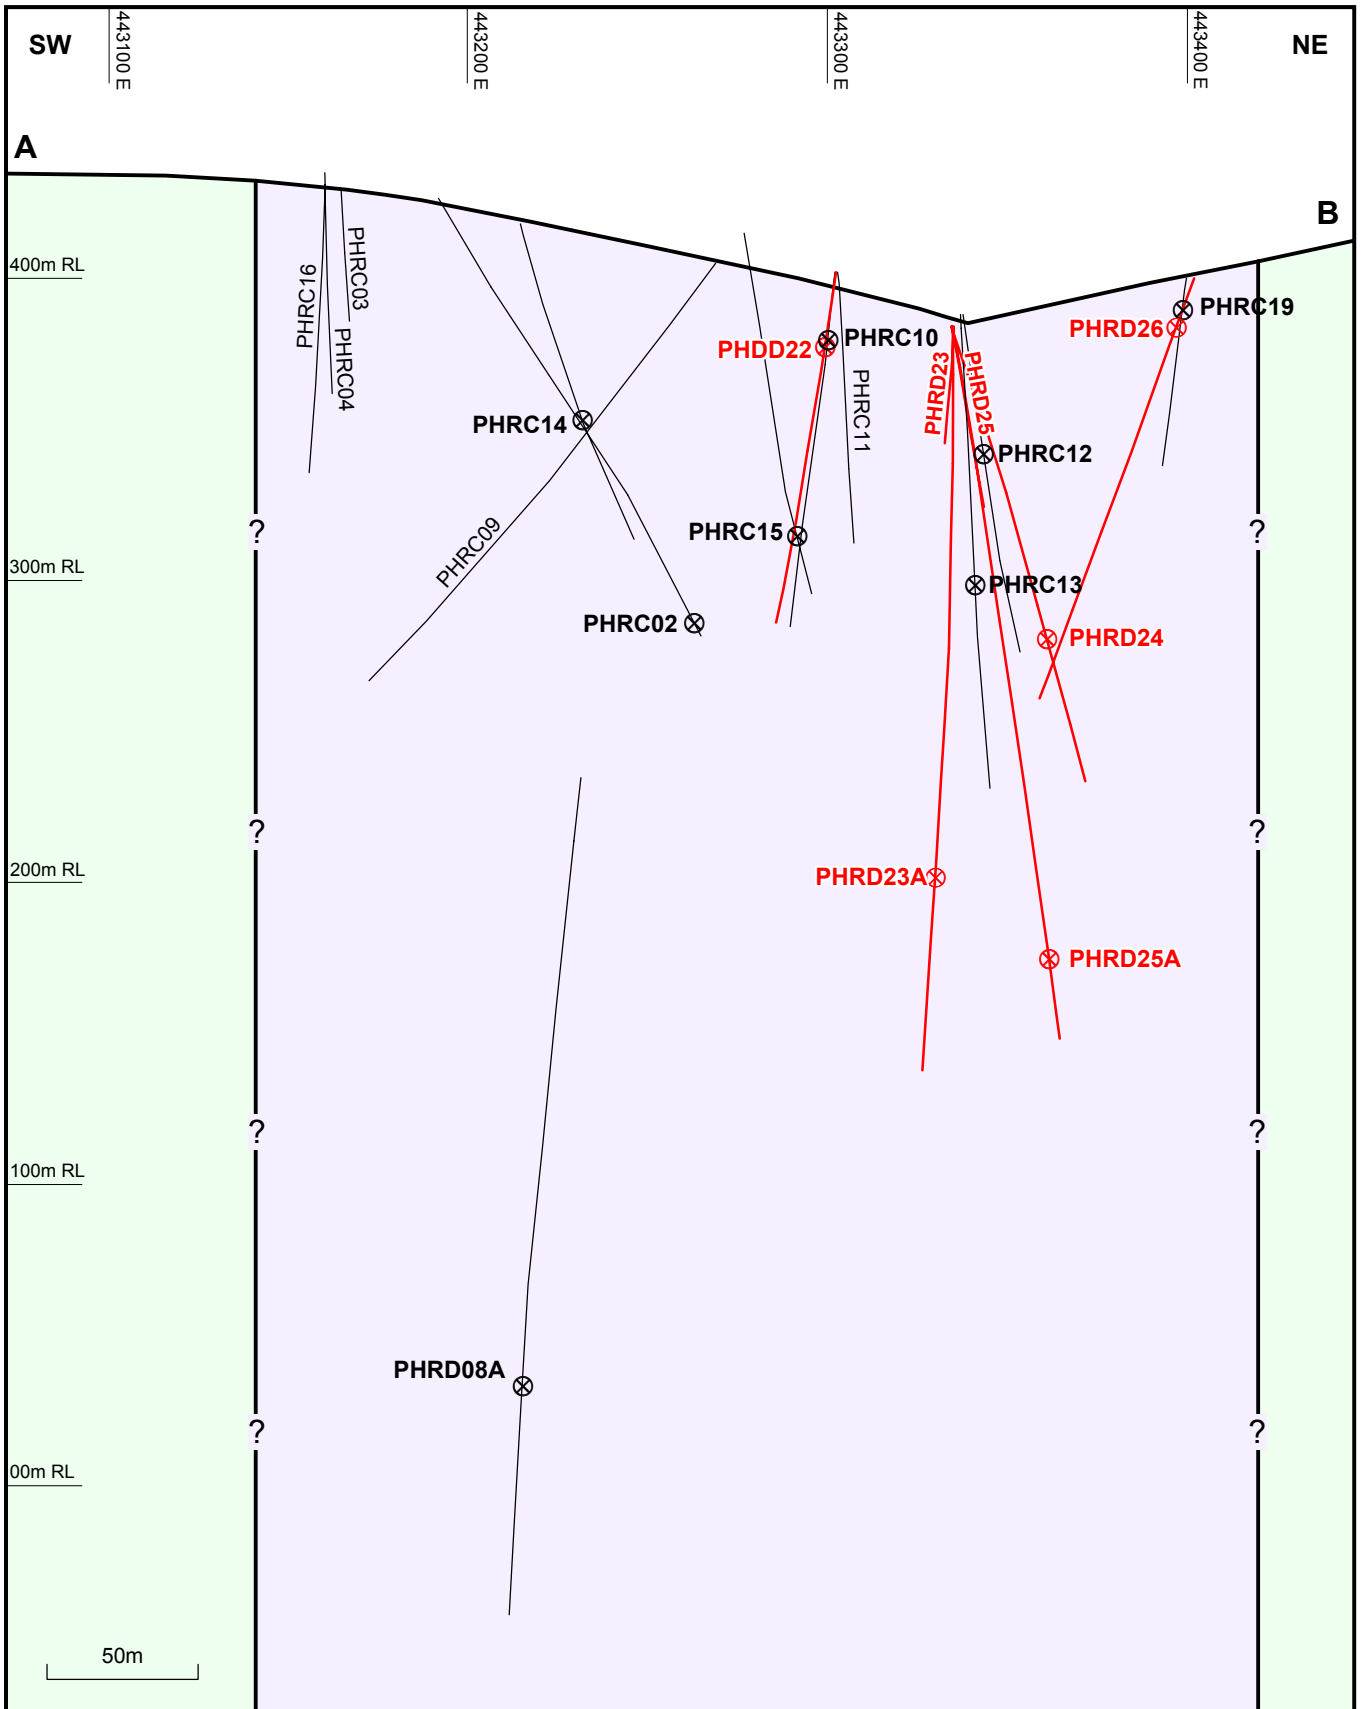 SW
443100 E
443200 E
443300 E
443400 E
NE
A
B
400m RL
PHRC16
PHRC03
PHRC04
PHRC19
PHRD26
PHRC10
PHDD22
PHRC11
PHRD23
PHRD25
PHRC14
PHRC12
PHRC15
?
?
PHRC09
300m RL
PHRC13
PHRC02
PHRD24
?
?
200m RL
PHRD23A
PHRD25A
?
?
100m RL
PHRD08A
?
?
00m RL
50m